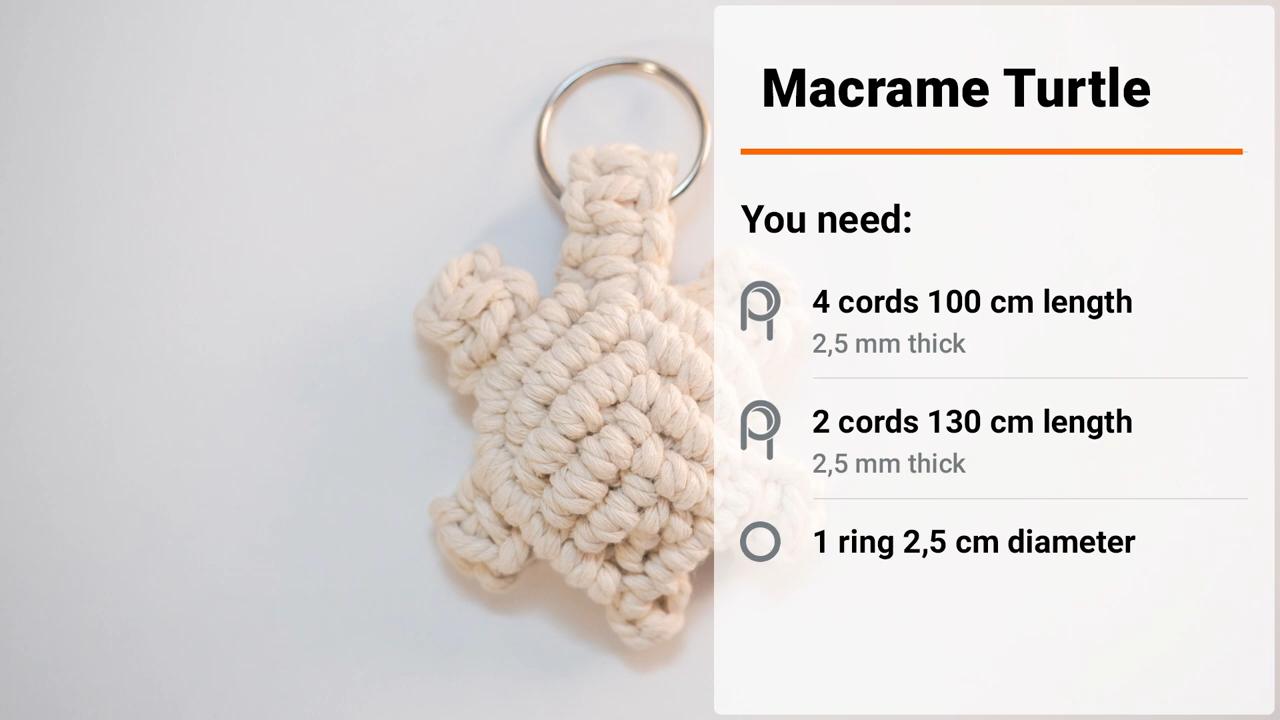 Macrame Turtle
You need:
4 cords 100 cm length
2,5 mm thick
2 cords 130 cm length
2,5 mm thick
1 ring 2,5 cm diameter